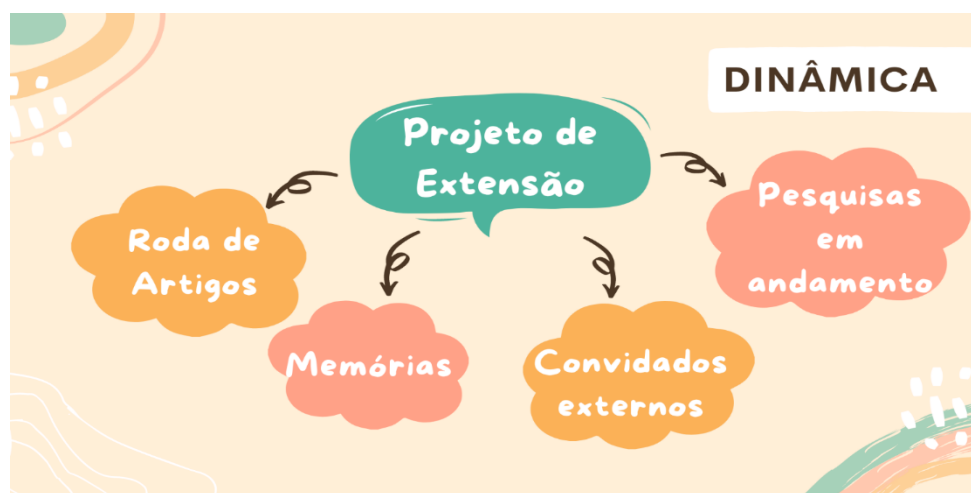 DINÂMICA
Projeto de
Extensão
Roda de
Artigos
Memórias
Convidados
externos
Pesquisas
em
andamento